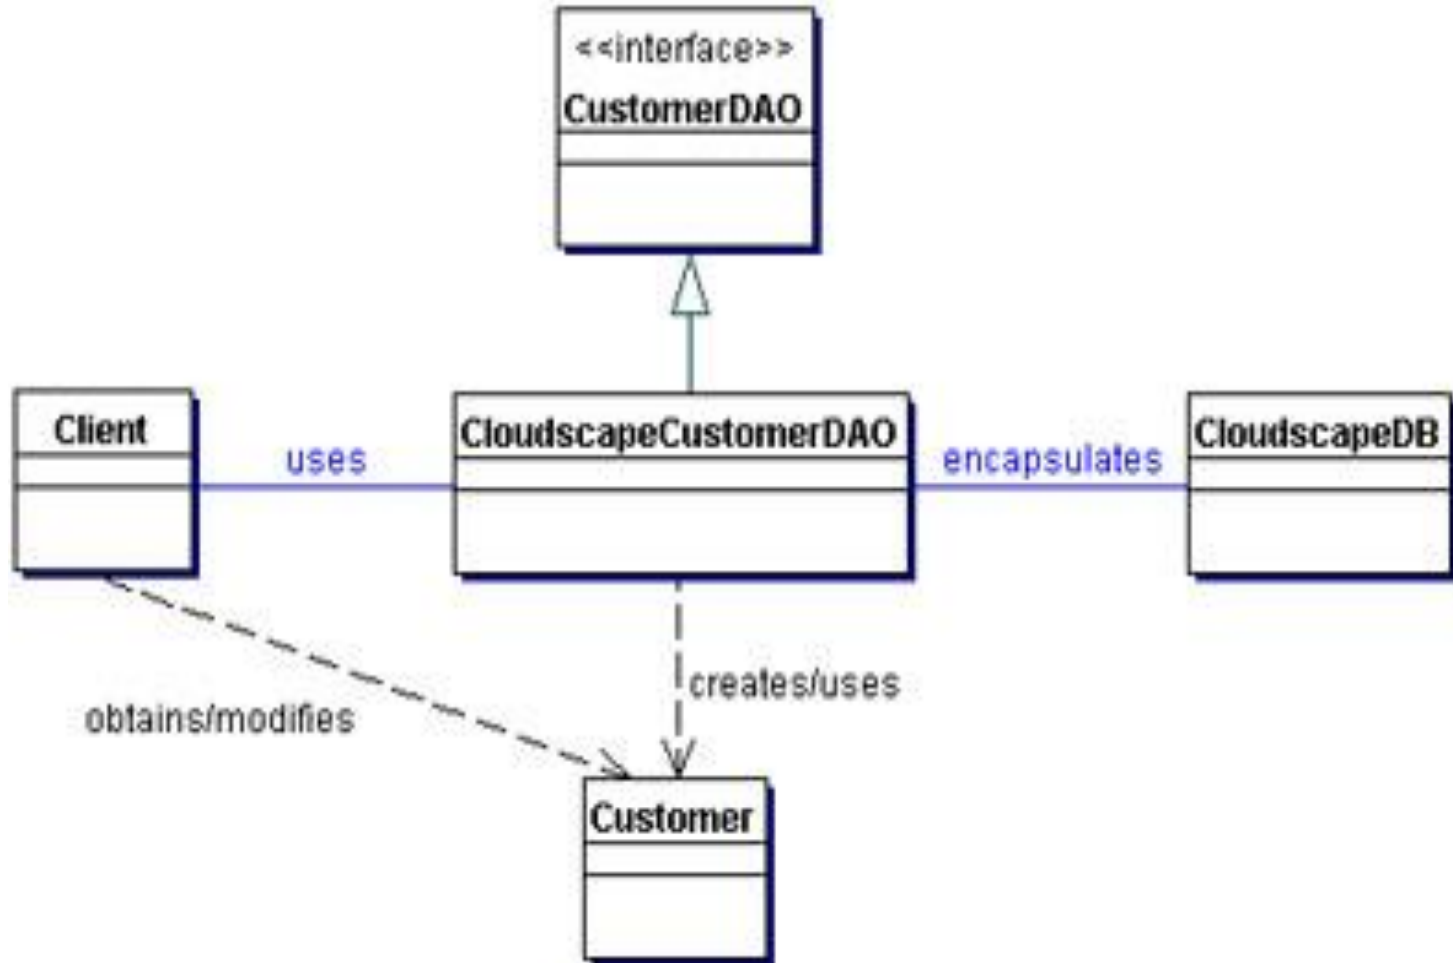 <<interface>>
CustomerDAO
Client
uses
CloudscapeCustomerDAO
encapsulates
CloudscapeDB
obtains/modifies
creates/uses
Customer